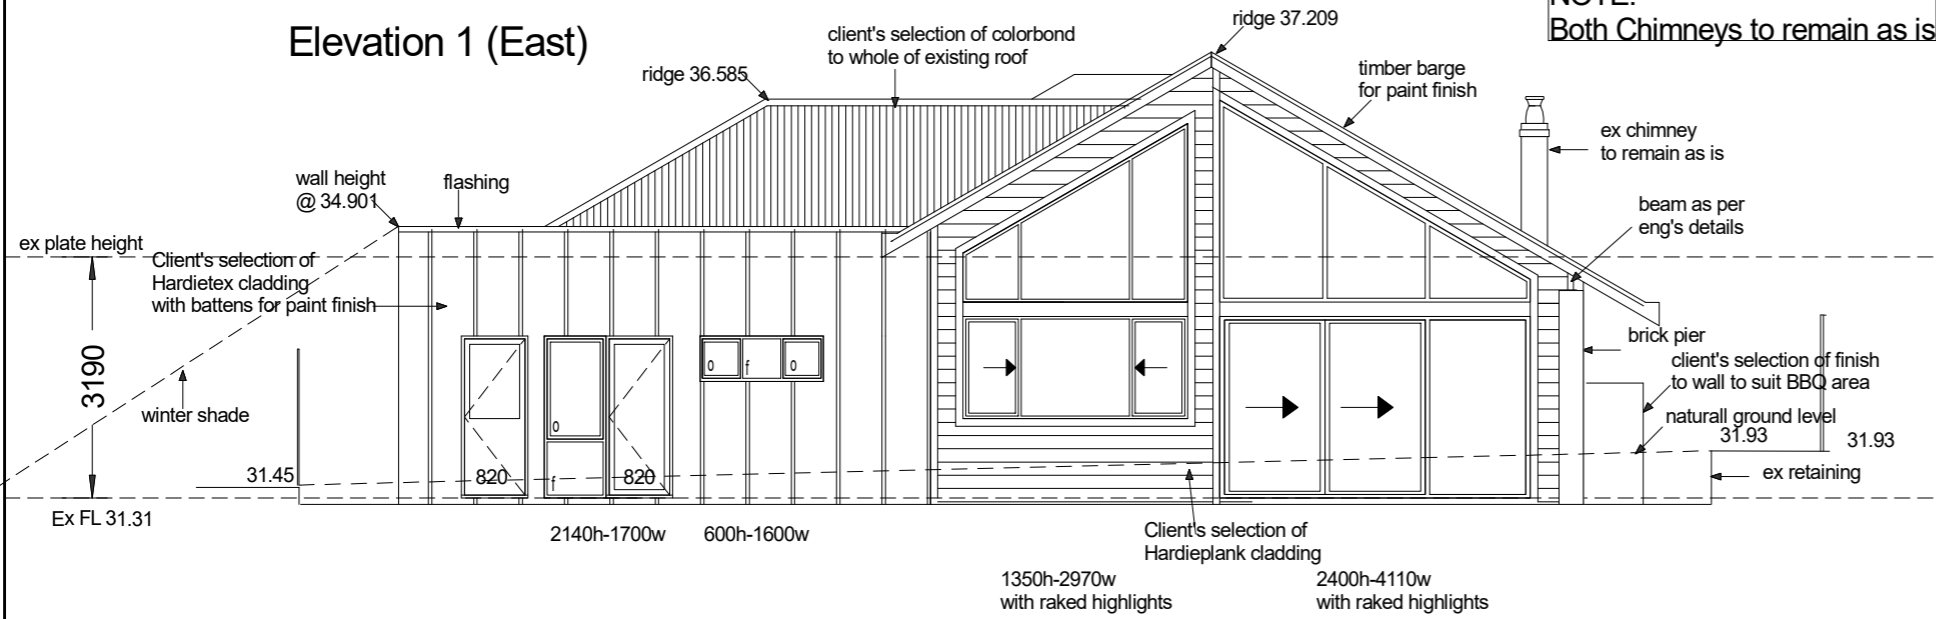 NOTE:
Both Chimneys to remain as is
Elevation 1 (East)
ridge 37.209
client's selection of colorbond
to whole of existing roof
ridge 36.585
timber barge
for paint finish
ex chimney
to remain as is
wall height
@ 34.901
flashing
beam as per
eng's details
ex plate height
Client's selection of
Hardietex cladding
with battens for paint finish
3190
winter shade
brick pier
client's selection of finish
to wall to suit BBQ area
naturall ground level
31.93
31.93
31.45
820
820
0
f
0
f
0
ex retaining
Ex FL 31.31
2140h-1700w
600h-1600w
Client's selection of
Hardieplank cladding
1350h-2970w
with raked highlights
2400h-4110w
with raked highlights